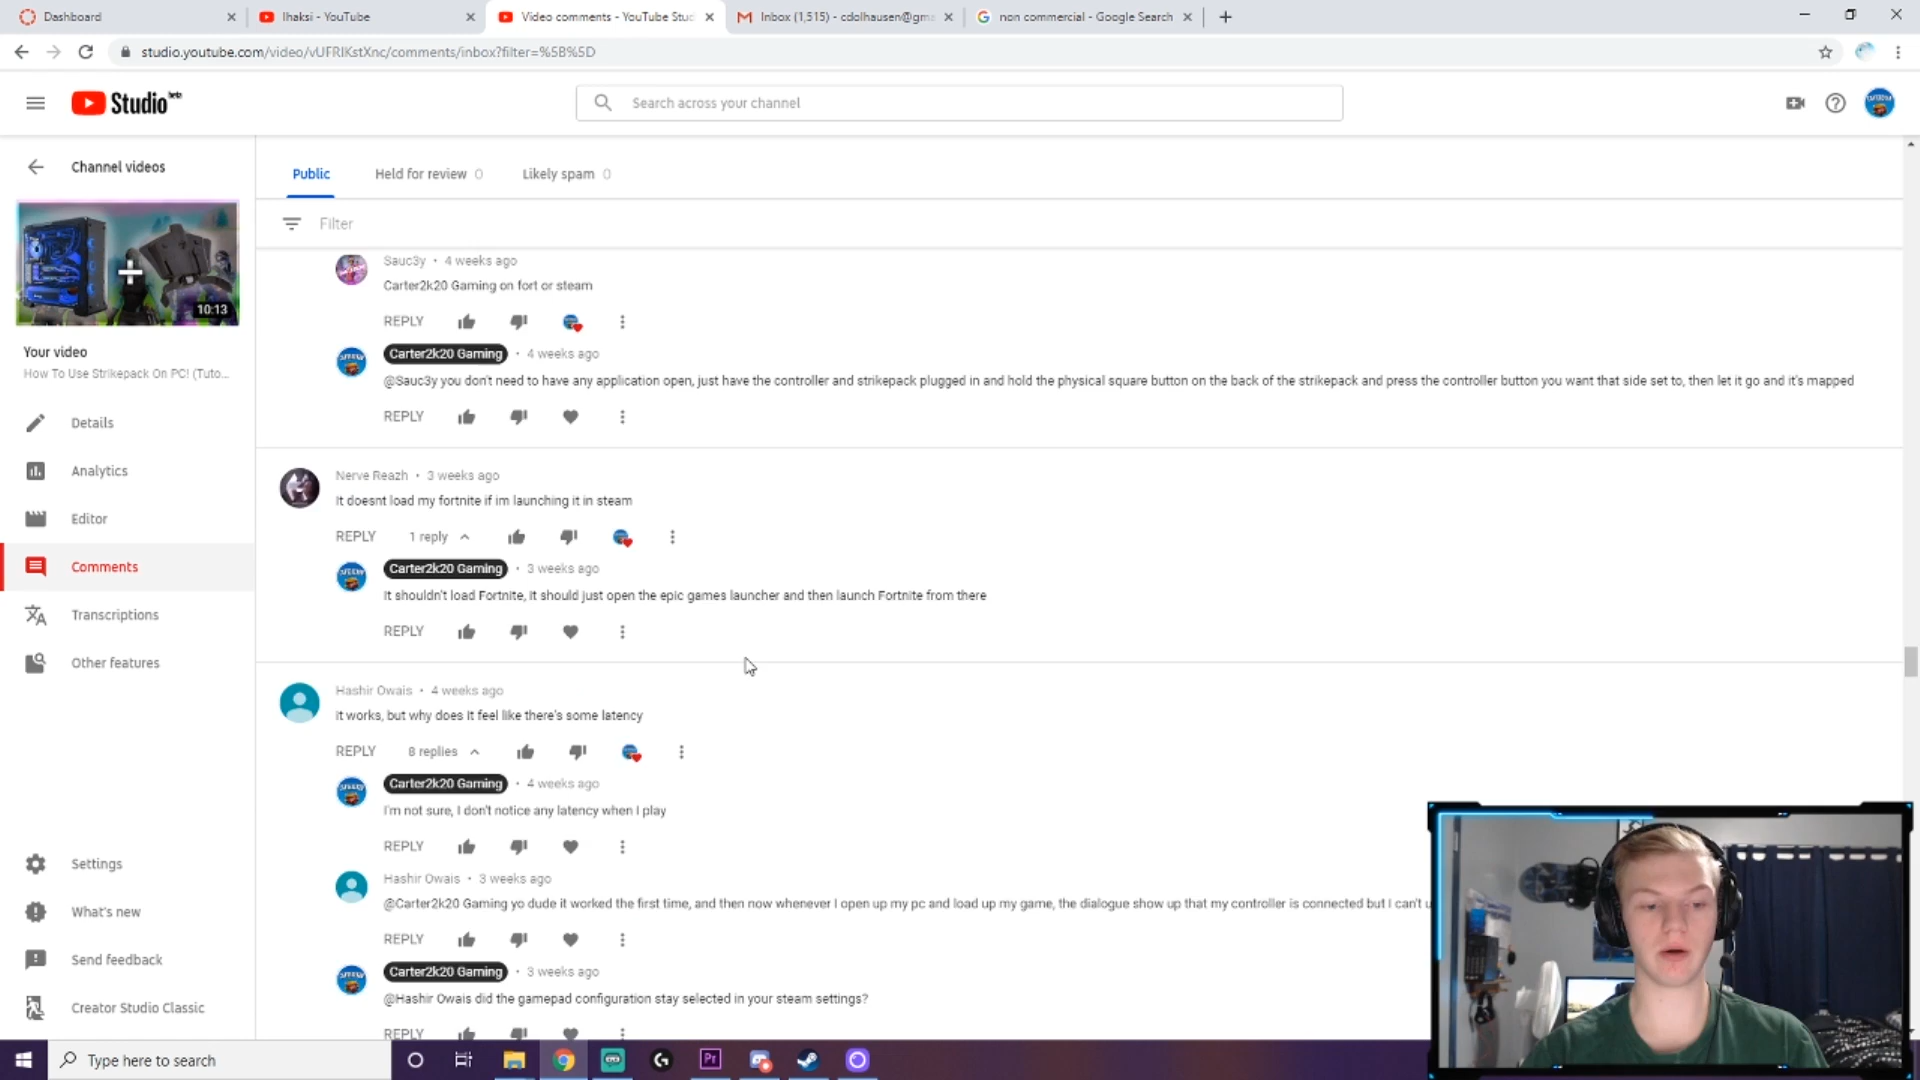 Dashboard
lhaksi - YouTube
Video comments - YouTube Stu
Inbox (1,515) - cdolhausen@gm
non commercial - Google Search
studio.youtube.com/video/vUFRIKstXnc/comments/inbox?filter=%5B%5D
Studio beta
Search across your channel
Channel videos
Public
Held for review 0
Likely spam 0
Filter
10:13
Your video
How To Use Strikepack On PC! (Tuto...
Details
Analytics
Editor
Comments
Transcriptions
Other features
Settings
What's new
Send feedback
Creator Studio Classic
Sauc3y • 4 weeks ago
Carter2k20 Gaming on fort or steam
REPLY
Carter2k20 Gaming • 4 weeks ago
@Sauc3y you don't need to have any application open, just have the controller and strikepack plugged in and hold the physical square button on the back of the strikepack and press the controller button you want that side set to, then let it go and it's mapped
REPLY
Nerve Reazh • 3 weeks ago
It doesnt load my fortnite if im launching it in steam
REPLY 1 reply
Carter2k20 Gaming • 3 weeks ago
It shouldn't load Fortnite, it should just open the epic games launcher and then launch Fortnite from there
REPLY
Hashir Owais • 4 weeks ago
it works, but why does it feel like there's some latency
REPLY 8 replies
Carter2k20 Gaming • 4 weeks ago
I'm not sure, I don't notice any latency when I play
REPLY
Hashir Owais • 3 weeks ago
@Carter2k20 Gaming yo dude it worked the first time, and then now whenever I open up my pc and load up my game, the dialogue show up that my controller is connected but I can't u
REPLY
Carter2k20 Gaming • 3 weeks ago
@Hashir Owais did the gamepad configuration stay selected in your steam settings?
REPLY
Type here to search
Pr